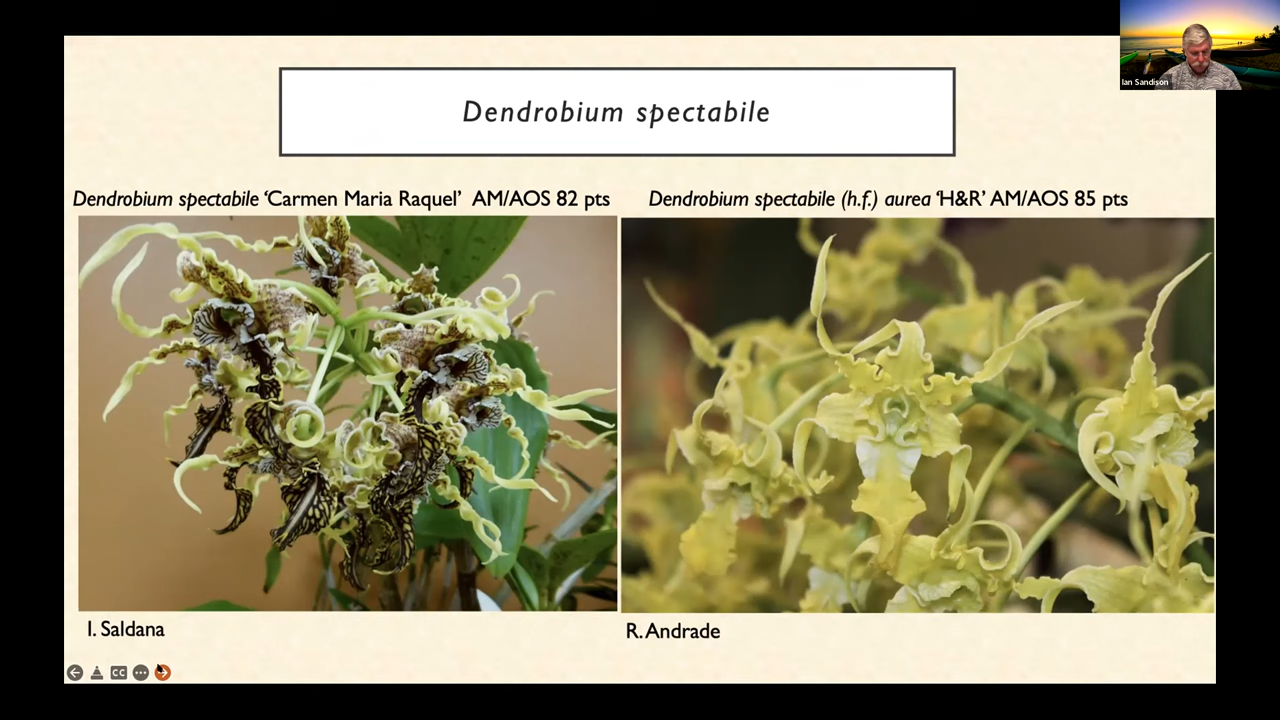 Ian Sandison
Dendrobium spectabile
Dendrobium spectabile ‘Carmen Maria Raquel’ AM/AOS 82 pts
Dendrobium spectabile (h.f.) aurea ‘H&R’ AM/AOS 85 pts
I. Saldana
R. Andrade
CC